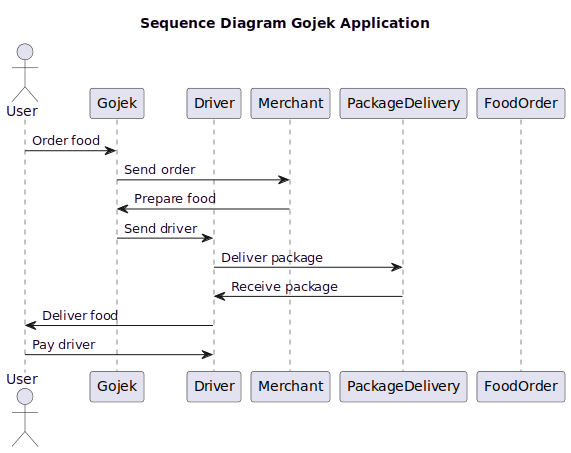 Sequence Diagram Gojek Application
User
Gojek
Driver
Merchant
PackageDelivery
FoodOrder
Order food
Send order
Prepare food
Send driver
Deliver package
Receive package
Deliver food
Pay driver
User
Gojek
Driver
Merchant
PackageDelivery
FoodOrder